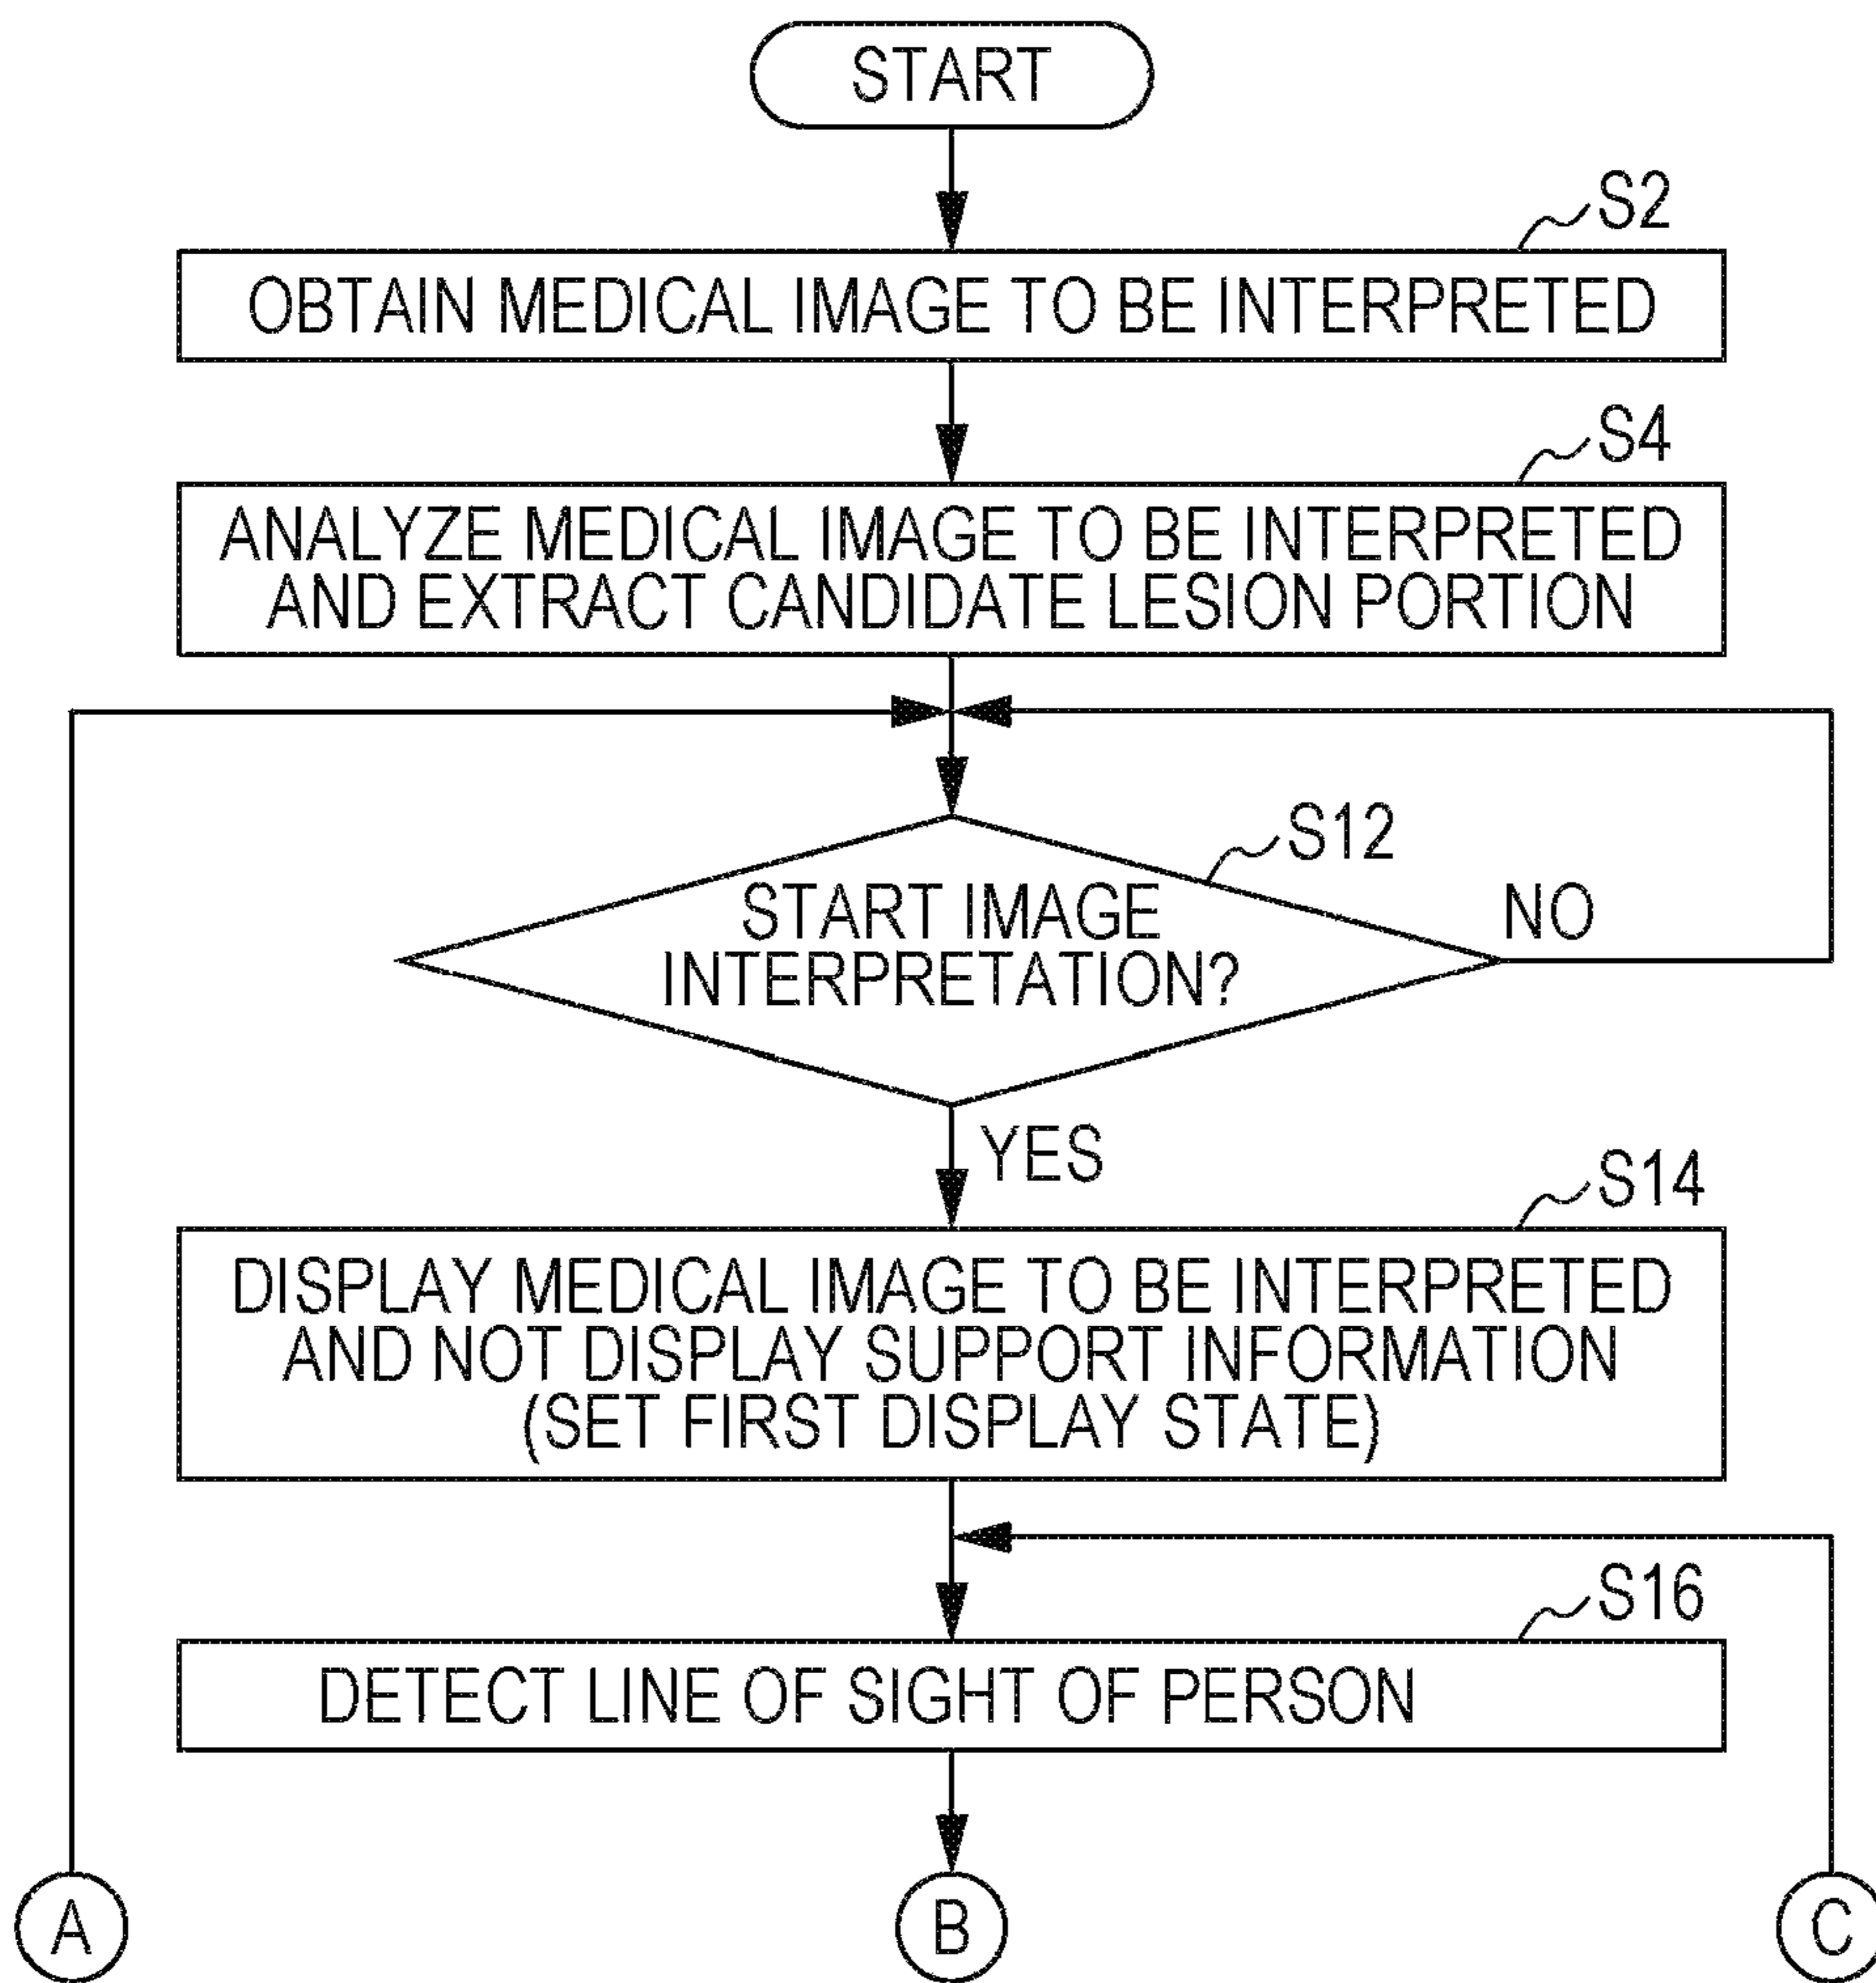 START
S2
OBTAIN MEDICAL IMAGE TO BE INTERPRETED
S4
ANALYZE MEDICAL IMAGE TO BE INTERPRETED
AND EXTRACT CANDIDATE LESION PORTION
S12
START IMAGE
INTERPRETATION?
NO
YES
S14
DISPLAY MEDICAL IMAGE TO BE INTERPRETED
AND NOT DISPLAY SUPPORT INFORMATION
(SET FIRST DISPLAY STATE)
S16
DETECT LINE OF SIGHT OF PERSON
A
B
C